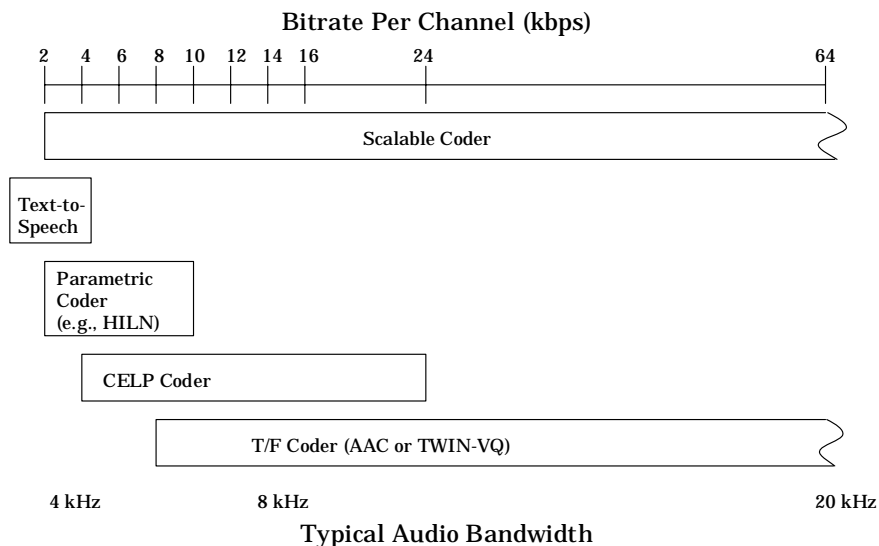 Bitrate Per Channel (kbps)
2 4 6 8 10 12 14 16 24 64
Scalable Coder
Text-to-
Speech
Parametric
Coder
(e.g., HILN)
CELP Coder
T/F Coder (AAC or TWIN-VQ)
4 kHz 8 kHz 20 kHz
Typical Audio Bandwidth